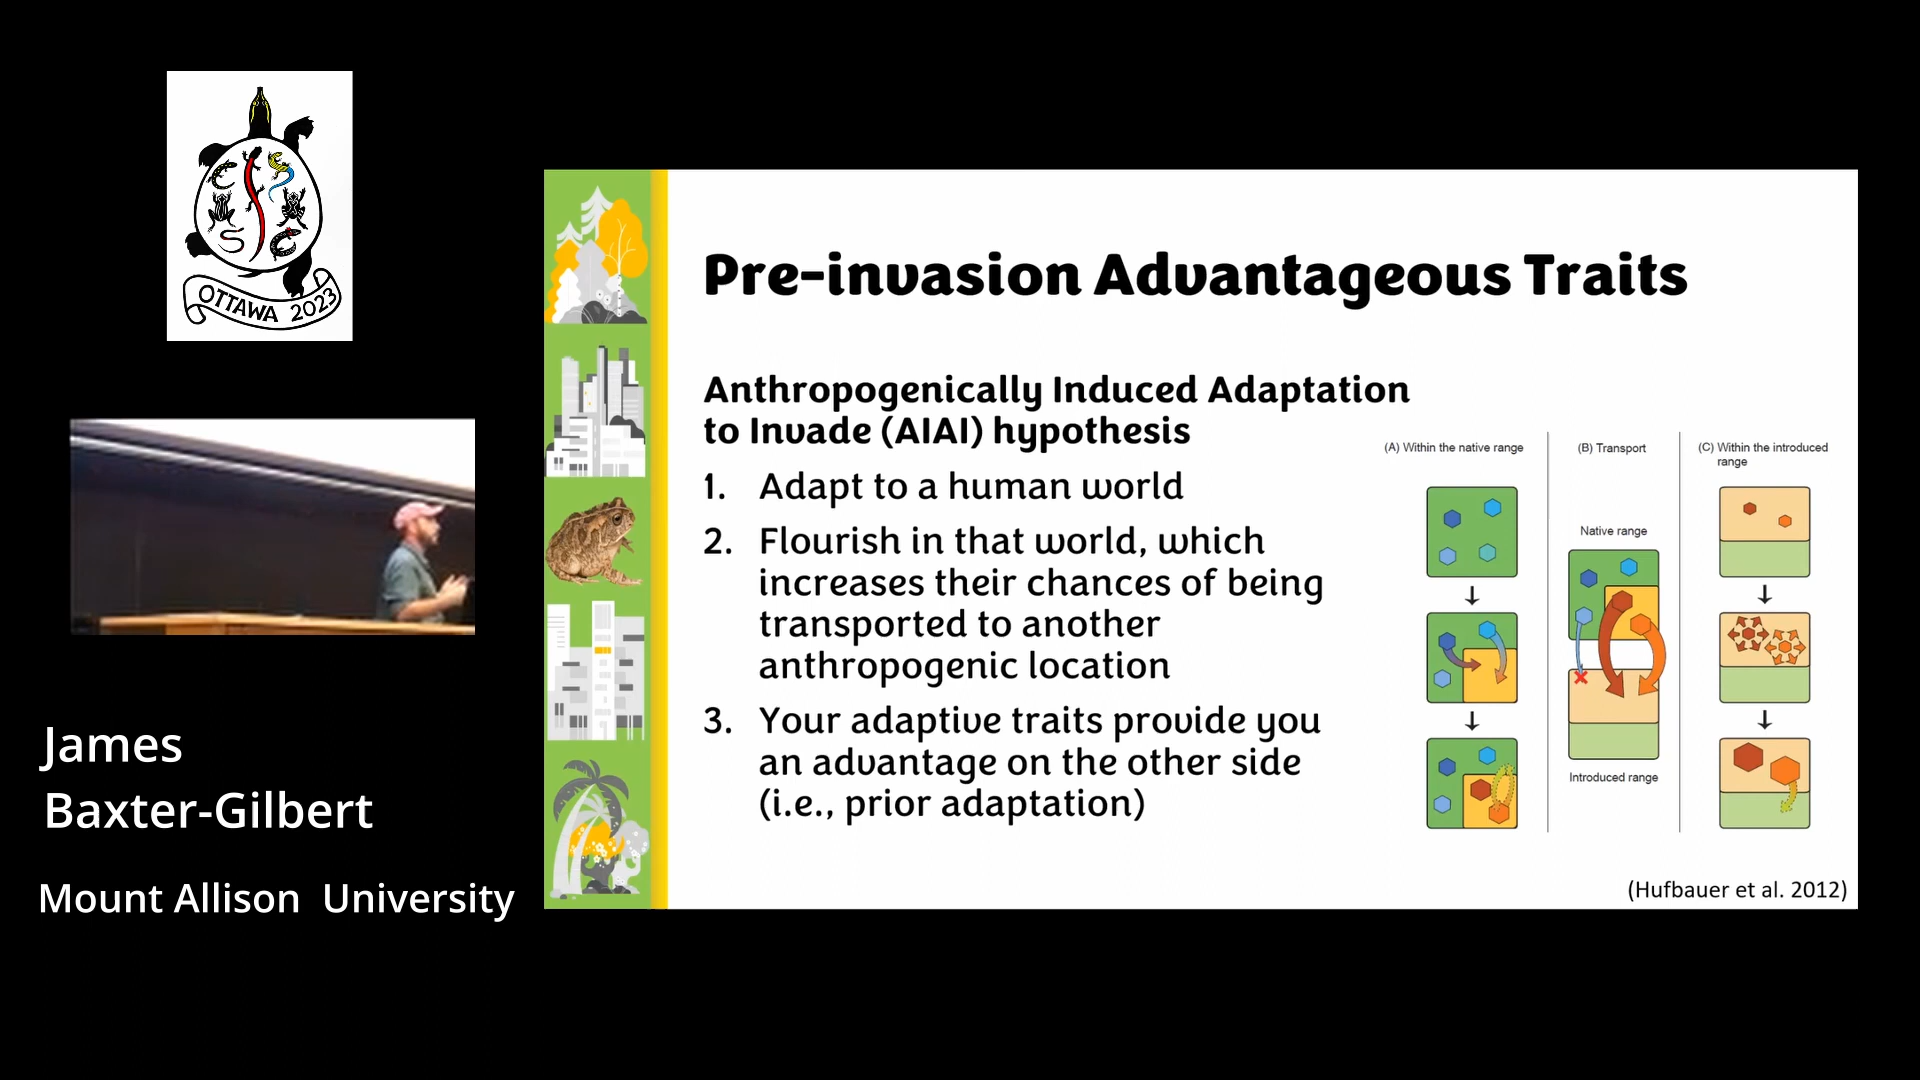 OTTAWA 2023
James
Baxter-Gilbert
Mount Allison University
Pre-invasion Advantageous Traits
Anthropogenically Induced Adaptation
to Invade (AIAI) hypothesis
1. Adapt to a human world
2. Flourish in that world, which
increases their chances of being
transported to another
anthropogenic location
3. Your adaptive traits provide you
an advantage on the other side
(i.e., prior adaptation)
(A) Within the native range
(B) Transport
Native range
Introduced range
(C) Within the introduced
range
(Hufbauer et al. 2012)